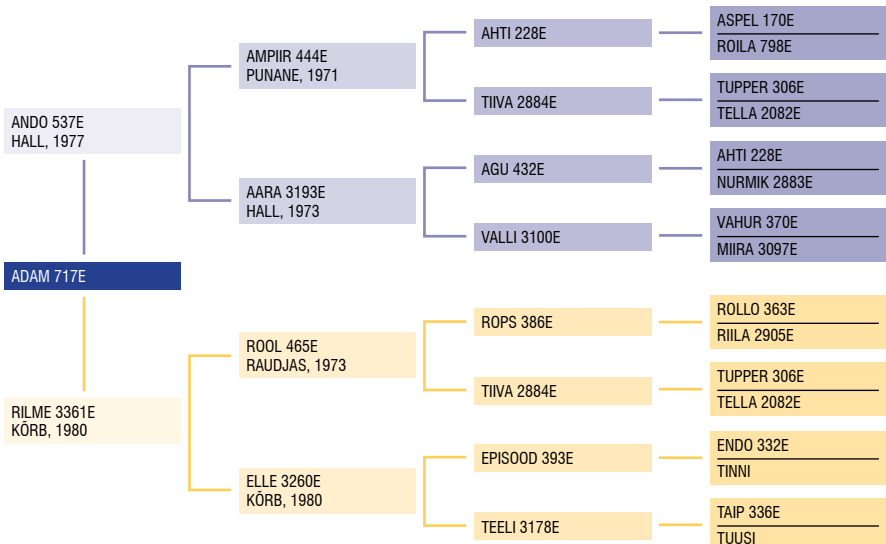 ANDO 537E
HALL, 1977
ADAM 717E
RILME 3361E
KÕRB, 1980
AMPIIR 444E
PUNANE, 1971
AARA 3193E
HALL, 1973
ROOL 465E
RAUDJAS, 1973
ELLE 3260E
KÕRB, 1980
AHTI 228E
TIIVA 2884E
AGU 432E
VALLI 3100E
ROPS 386E
TIIVA 2884E
EPISOOD 393E
TEELI 3178E
ASPEL 170E
ROILA 798E
TUPPER 306E
TELLA 2082E
AHTI 228E
NURMIK 2883E
VAHUR 370E
MIIRA 3097E
ROLLO 363E
RIILA 2905E
TUPPER 306E
TELLA 2082E
ENDO 332E
TINNI
TAIP 336E
TUUSI